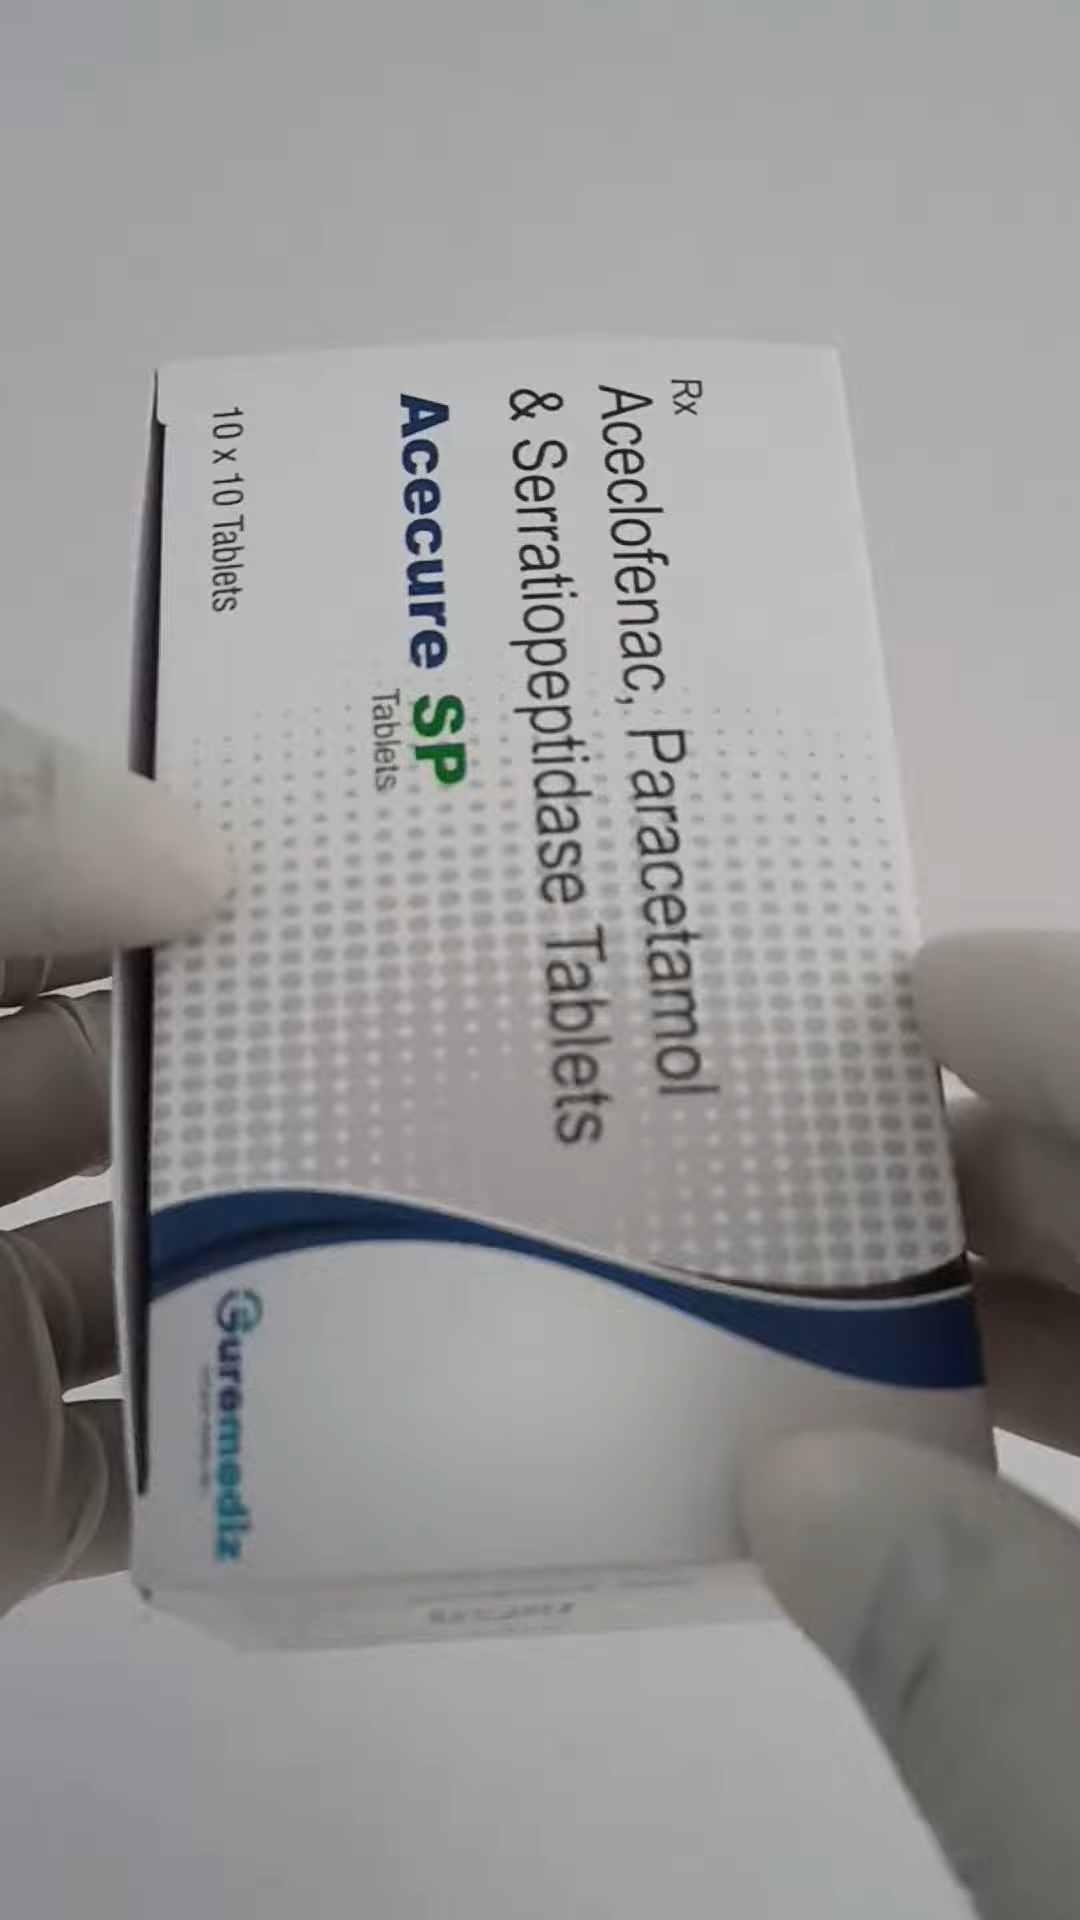 Rx
Aceclofenac, Paracetamol
& Serratiopeptidase Tablets
Acecure SP
Tablets
10 x 10 Tablets
Curemediz